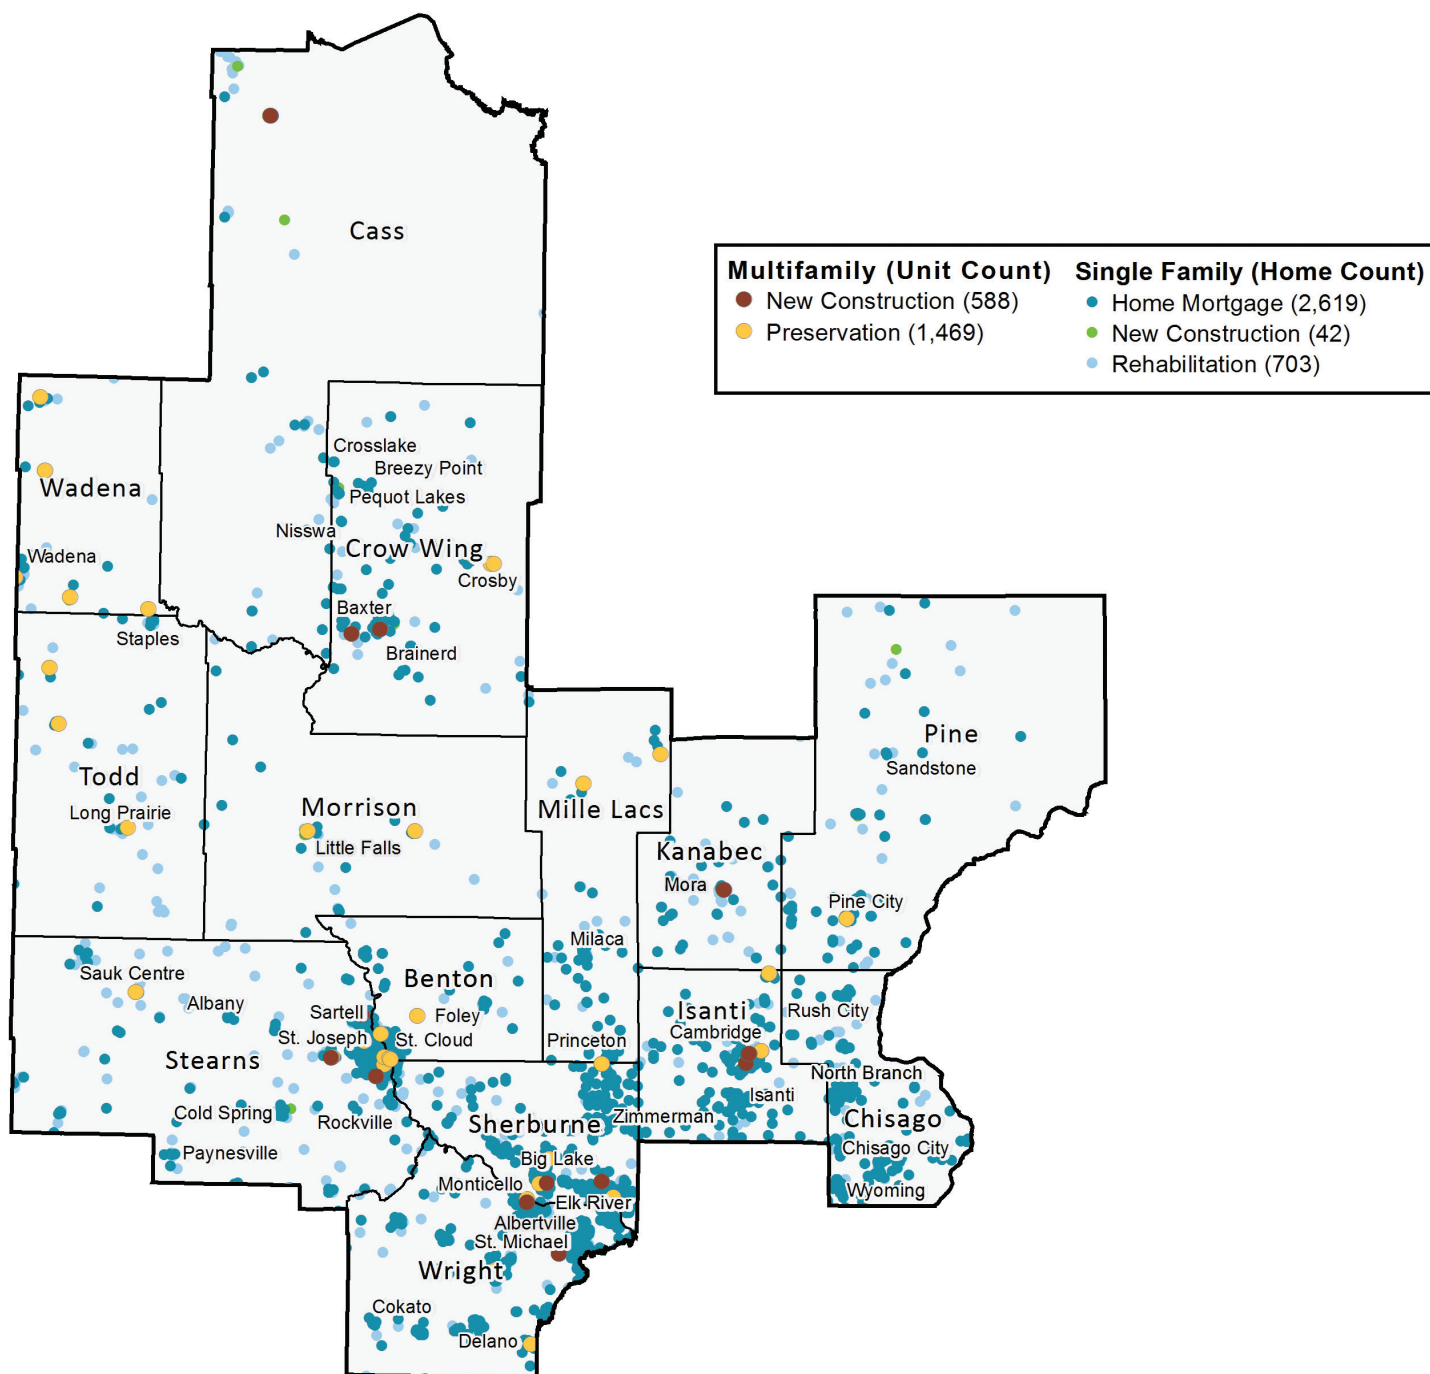 Cass
Multifamily (Unit Count)
New Construction (588)
Preservation (1,469)
Single Family (Home Count)
Home Mortgage (2,619)
New Construction (42)
Rehabilitation (703)
Crosslake
Breezy Point
Wadena
Pequot Lakes
Nisswa
Crow Wing
Wadena
Crosby
Baxter
Staples
Brainerd
Pine
Sandstone
Todd
Long Prairie
Morrison
Mille Lacs
Little Falls
Kanabec
Mora
Pine City
Milaca
Sauk Centre
Benton
Albany
Sartell
Foley
Isanti
Rush City
St. Joseph
St. Cloud
Princeton
Cambridge
Stearns
North Branch
Isanti
Cold Spring
Rockville
Sherburne
Zimmerman
Chisago
Paynesville
Big Lake
Chisago City
Monticello
Elk River
Wyoming
Albertville
St. Michael
Wright
Cokato
Delano